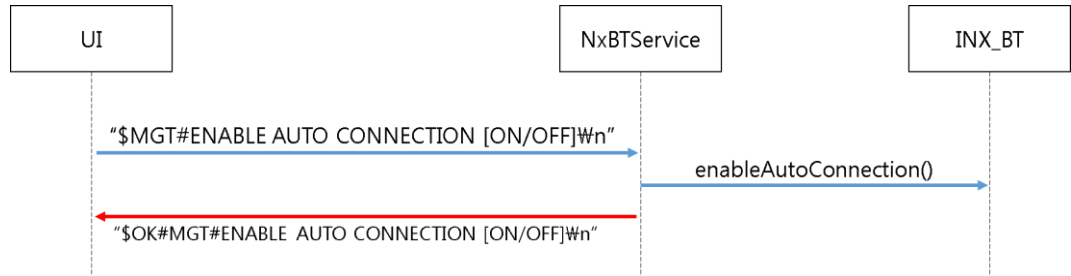 UI
NxBTService
INX_BT
“$MGT#ENABLE AUTO CONNECTION [ON/OFF]₩n”
enableAutoConnection()
“$OK#MGT#ENABLE AUTO CONNECTION [ON/OFF]₩n“